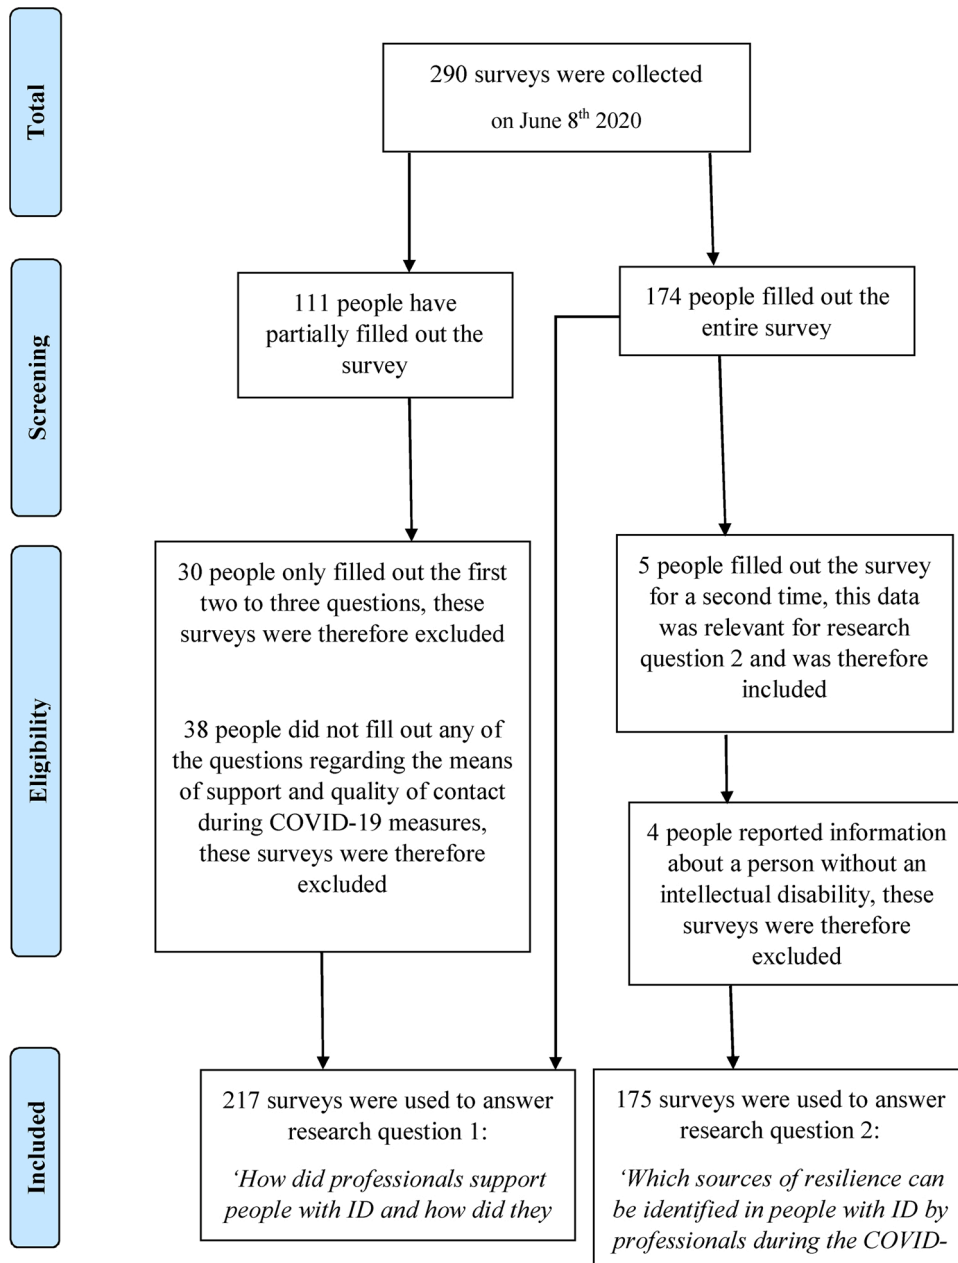 Total
290 surveys were collected
on June 8th 2020
Screening
111 people have
partially filled out the
survey
174 people filled out the
entire survey
Eligibility
30 people only filled out the first
two to three questions, these
surveys were therefore excluded
38 people did not fill out any of
the questions regarding the means
of support and quality of contact
during COVID-19 measures,
these surveys were therefore
excluded
5 people filled out the survey
for a second time, this data
was relevant for research
question 2 and was therefore
included
4 people reported information
about a person without an
intellectual disability, these
surveys were therefore
excluded
Included
217 surveys were used to answer
research question 1:
‘How did professionals support
people with ID and how did they
175 surveys were used to answer
research question 2:
‘Which sources of resilience can
be identified in people with ID by
professionals during the COVID-